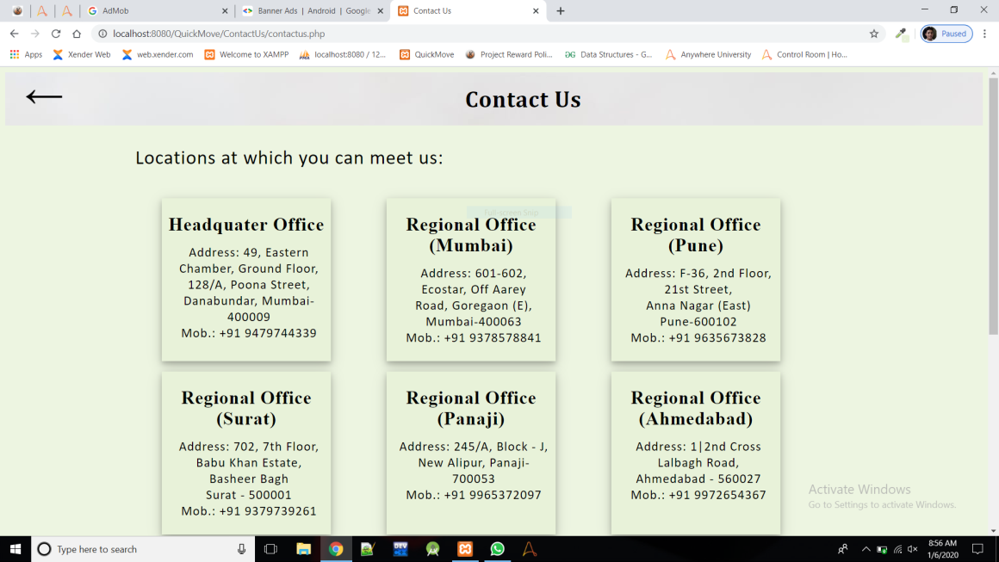 AdMob
Banner Ads | Android | Google
Contact Us
localhost:8080/QuickMove/ContactUs/contactus.php
Paused
Apps
Xender Web
web.xender.com
Welcome to XAMPP
localhost:8080 / 12...
QuickMove
Project Reward Poli...
Data Structures - G...
Anywhere University
Control Room | Ho...
Contact Us
Locations at which you can meet us:
Full-screen Snip
Headquater Office
Address: 49, Eastern
Chamber, Ground Floor,
128/A, Poona Street,
Danabundar, Mumbai-
400009
Mob.: +91 9479744339
Regional Office
(Mumbai)
Address: 601-602,
Ecostar, Off Aarey
Road, Goregaon (E),
Mumbai-400063
Mob.: +91 9378578841
Regional Office
(Pune)
Address: F-36, 2nd Floor,
21st Street,
Anna Nagar (East)
Pune-600102
Mob.: +91 9635673828
Regional Office
(Surat)
Address: 702, 7th Floor,
Babu Khan Estate,
Basheer Bagh
Surat - 500001
Mob.: +91 9379739261
Regional Office
(Panaji)
Address: 245/A, Block - J,
New Alipur, Panaji-
700053
Mob.: +91 9965372097
Regional Office
(Ahmedabad)
Address: 1|2nd Cross
Lalbagh Road,
Ahmedabad - 560027
Mob.: +91 9972654367
Activate Windows
Go to Settings to activate Windows.
Type here to search
DEV
8:56 AM
1/6/2020